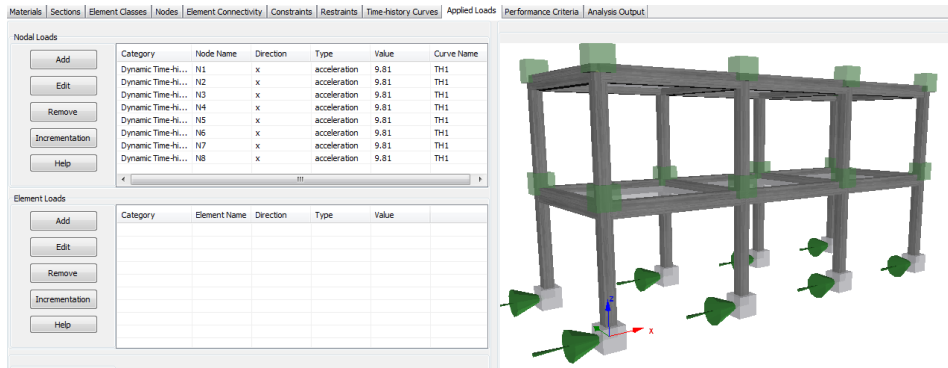 Materials Sections Element Classes Nodes Element Connectivity Constraints Restraints Time-history Curves Applied Loads Performance Criteria Analysis Output
Nodal Loads
Add
Edit
Remove
Incrementation
Help
Category Node Name Direction Type Value Curve Name
Dynamic Time-hi... N1 x acceleration 9.81 TH1
Dynamic Time-hi... N2 x acceleration 9.81 TH1
Dynamic Time-hi... N3 x acceleration 9.81 TH1
Dynamic Time-hi... N4 x acceleration 9.81 TH1
Dynamic Time-hi... N5 x acceleration 9.81 TH1
Dynamic Time-hi... N6 x acceleration 9.81 TH1
Dynamic Time-hi... N7 x acceleration 9.81 TH1
Dynamic Time-hi... N8 x acceleration 9.81 TH1
Element Loads
Add
Edit
Remove
Incrementation
Help
Category Element Name Direction Type Value
z
x